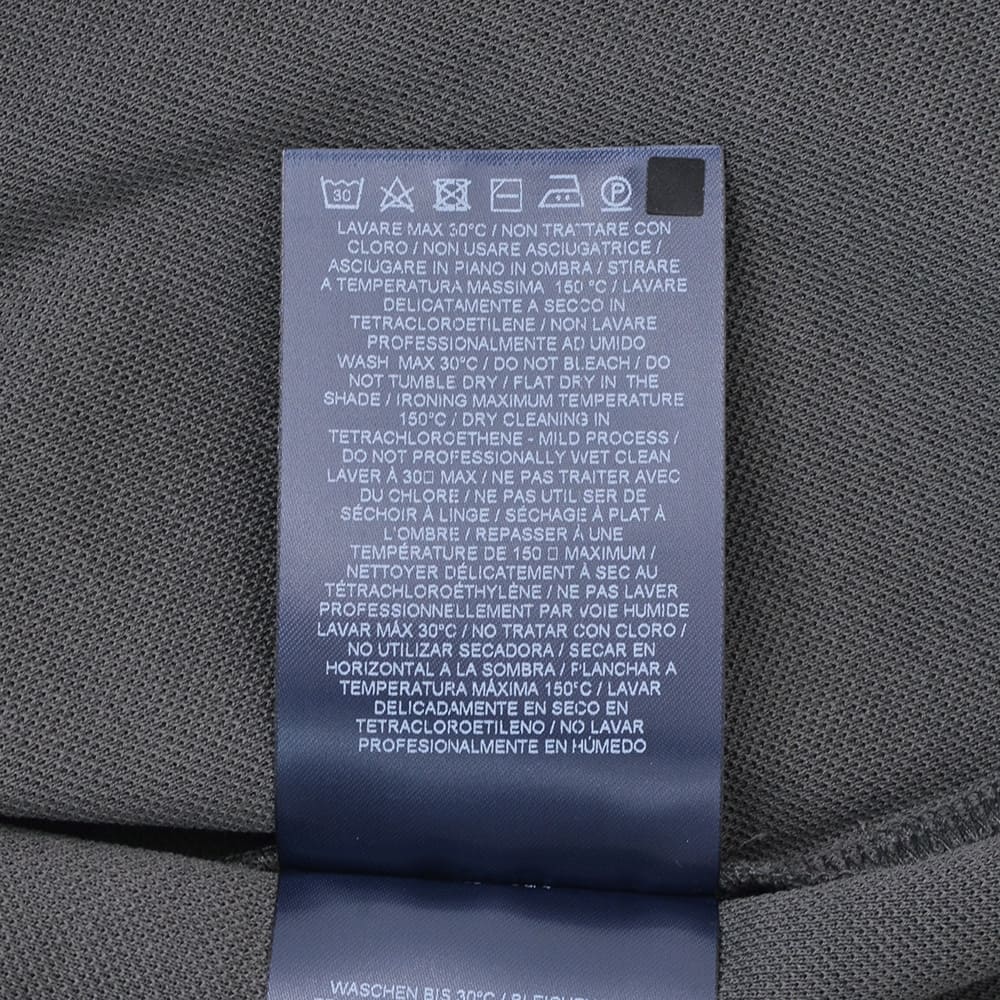 30 P
LAVARE MAX 30°C / NON TRATTARE CON
CLORO / NON USARE ASCIUGATRICE /
ASCIUGARE IN PIANO IN OMBRA / STIRARE
A TEMPERATURA MASSIMA 150 °C / LAVARE
DELICATAMENTE A SECCO IN
TETRACLOROETILENE / NON LAVARE
PROFESSIONALMENTE AD UMIDO
WASH MAX 30°C / DO NOT BLEACH / DO
NOT TUMBLE DRY / FLAT DRY IN THE
SHADE / IRONING MAXIMUM TEMPERATURE
150°C / DRY CLEANING IN
TETRACHLOROETHENE - MILD PROCESS /
DO NOT PROFESSIONALLY WET CLEAN
LAVER À 30▯ MAX / NE PAS TRAITER AVEC
DU CHLORE / NE PAS UTILISER DE
SÉCHOIR À LINGE / SÉCHAGE À PLAT À
L'OMBRE / REPASSER À UNE
TEMPÉRATURE DE 150 ▯ MAXIMUM /
NETTOYER DÉLICATEMENT À SEC AU
TÉTRACHLOROÉTHYLÈNE / NE PAS LAVER
PROFESSIONNELLEMENT PAR VOIE HUMIDE
LAVAR MÁX 30°C / NO TRATAR CON CLORO /
NO UTILIZAR SECADORA / SECAR EN
HORIZONTAL A LA SOMBRA / PLANCHAR A
TEMPERATURA MÁXIMA 150°C / LAVAR
DELICADAMENTE EN SECO EN
TETRACLOROETILENO / NO LAVAR
PROFESIONALMENTE EN HÚMEDO
WASCHEN BIS 30°C /